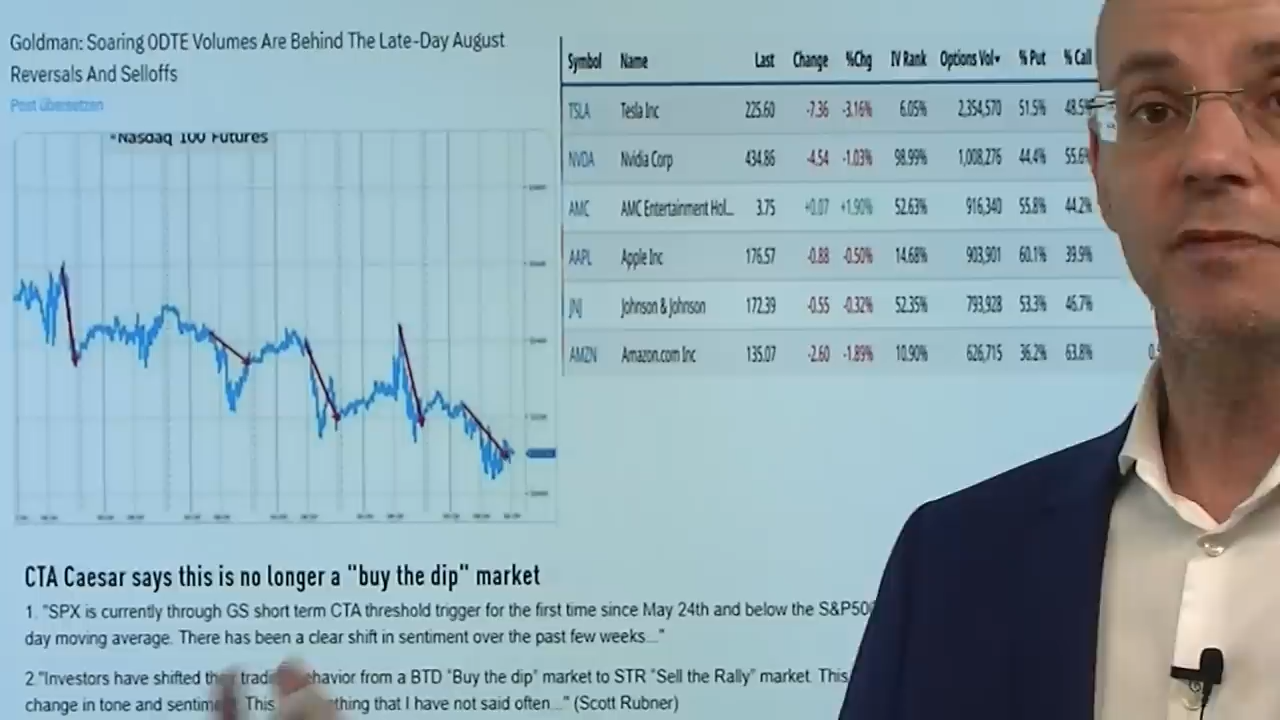 Goldman: Soaring ODTE Volumes Are Behind The Late-Day August
Reversals And Selloffs
Post übersetzen
Nasdaq 100 Futures
Symbol Name Last Change %Chg IV Rank Options Vol▾ % Put % Call
TSLA Tesla Inc 225.60 -7.36 -3.16% 6.05% 2,354,570 51.5% 48.5%
NVDA Nvidia Corp 434.86 -4.54 -1.03% 98.99% 1,008,276 44.4% 55.6%
AMC AMC Entertainment Hol... 3.75 +0.07 +1.90% 52.63% 916,340 55.8% 44.2%
AAPL Apple Inc 176.57 -0.88 -0.50% 14.68% 903,901 60.1% 39.9%
JNJ Johnson & Johnson 172.39 -0.55 -0.32% 52.35% 793,928 53.3% 46.7%
AMZN Amazon.com Inc 135.07 -2.60 -1.89% 10.90% 626,715 36.2% 63.8%
CTA Caesar says this is no longer a "buy the dip" market
1. "SPX is currently through GS short term CTA threshold trigger for the first time since May 24th and below the S&P500
day moving average. There has been a clear shift in sentiment over the past few weeks..."
2."Investors have shifted their behavior from a BTD "Buy the dip" market to STR "Sell the Rally" market. This
change in tone and This that I have not said often..." (Scott Rubner)